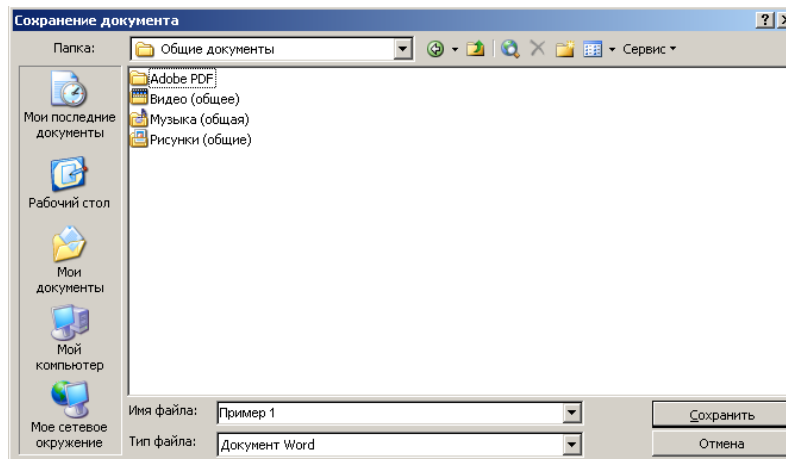 Сохранение документа
Папка:
Общие документы
Сервис
Adobe PDF
Видео (общее)
Музыка (общая)
Рисунки (общие)
Мои последние
документы
Рабочий стол
Мои
документы
Мой
компьютер
Мое сетевое
окружение
Имя файла:
Пример 1
Сохранить
Тип файла:
Документ Word
Отмена